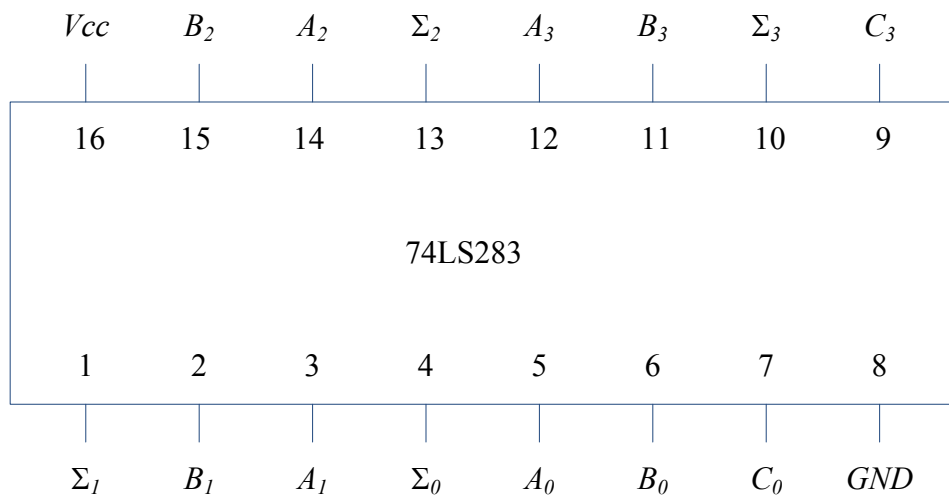 Vcc B₂ A₂ Σ₂ A₃ B₃ Σ₃ C₃
16 15 14 13 12 11 10 9
74LS283
1 2 3 4 5 6 7 8
Σ₁ B₁ A₁ Σ₀ A₀ B₀ C₀ GND